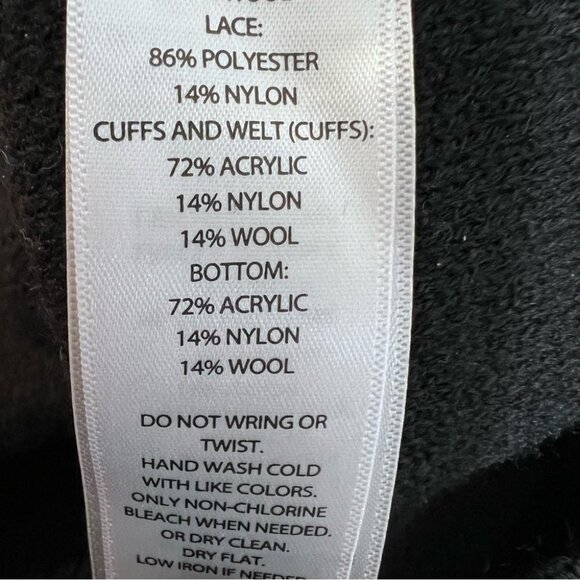 LACE:
86% POLYESTER
14% NYLON
CUFFS AND WELT (CUFFS):
72% ACRYLIC
14% NYLON
14% WOOL
BOTTOM:
72% ACRYLIC
14% NYLON
14% WOOL
DO NOT WRING OR
TWIST.
HAND WASH COLD
WITH LIKE COLORS.
ONLY NON-CHLORINE
BLEACH WHEN NEEDED.
OR DRY CLEAN.
DRY FLAT.
LOW IRON IF NEEDED